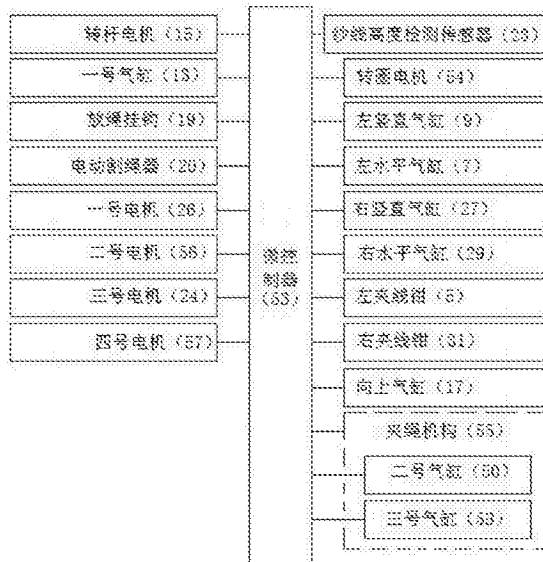 转杆电机（15）
一号气缸
放绳挂钩（19）
电动割绳器（20）
一号电机（26）
二号电机（56）
三号电机（24）
四号电机（57）
微控
制器
（53）
纱线高度检测传感器（23）
转圈电机（54）
左竖直气缸（9）
左水平气缸（7）
右竖直气缸（27）
右水平气缸（29）
左夹线钳（5）
右夹线钳（31）
向上气缸（17）
夹绳机构（55）
二号气缸（50）
三号气缸